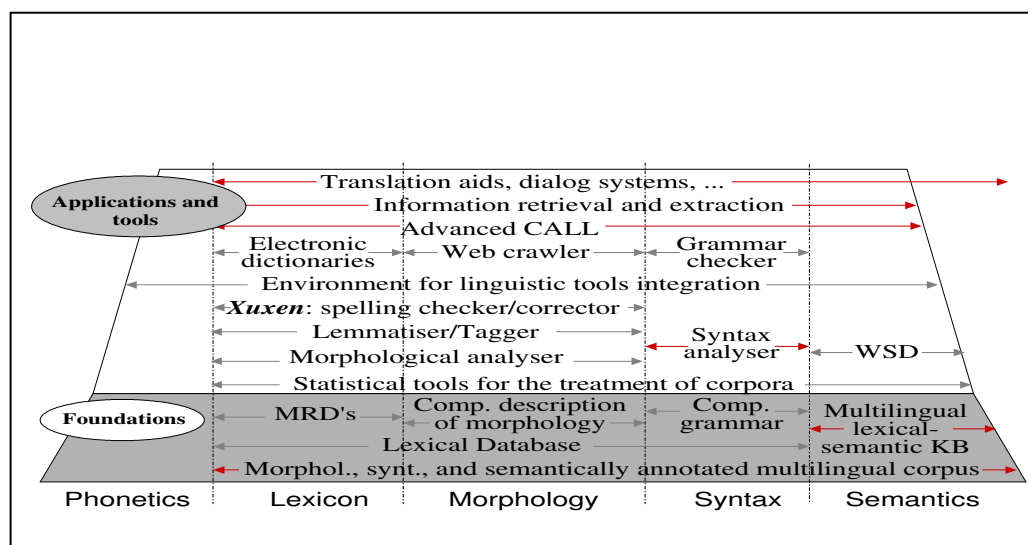 Translation aids, dialog systems, ...
Applications and
tools
Information retrieval and extraction
Advanced CALL
Electronic
dictionaries
Web crawler
Grammar
checker
Environment for linguistic tools integration
Xuxen: spelling checker/corrector
Lemmatiser/Tagger
Syntax
analyser
WSD
Morphological analyser
Statistical tools for the treatment of corpora
Foundations
MRD's
Comp. description
of morphology
Comp.
grammar
Multilingual
lexical-
semantic KB
Lexical Database
Morphol., synt., and semantically annotated multilingual corpus
Phonetics
Lexicon
Morphology
Syntax
Semantics